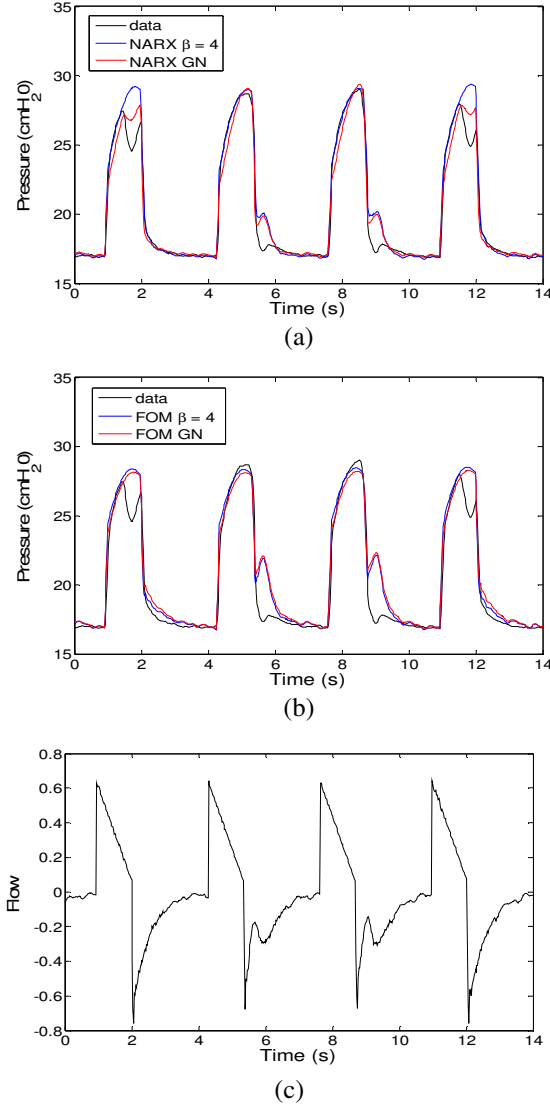 35
30
25
20
15
Pressure (cmH₂0)
data
NARX β = 4
NARX GN
0 2 4 6 8 10 12 14
Time (s)
(a)
35
30
25
20
15
Pressure (cmH₂0)
data
FOM β = 4
FOM GN
0 2 4 6 8 10 12 14
Time (s)
(b)
0.8
0.6
0.4
0.2
0
-0.2
-0.4
-0.6
-0.8
Flow
0 2 4 6 8 10 12 14
Time (s)
(c)